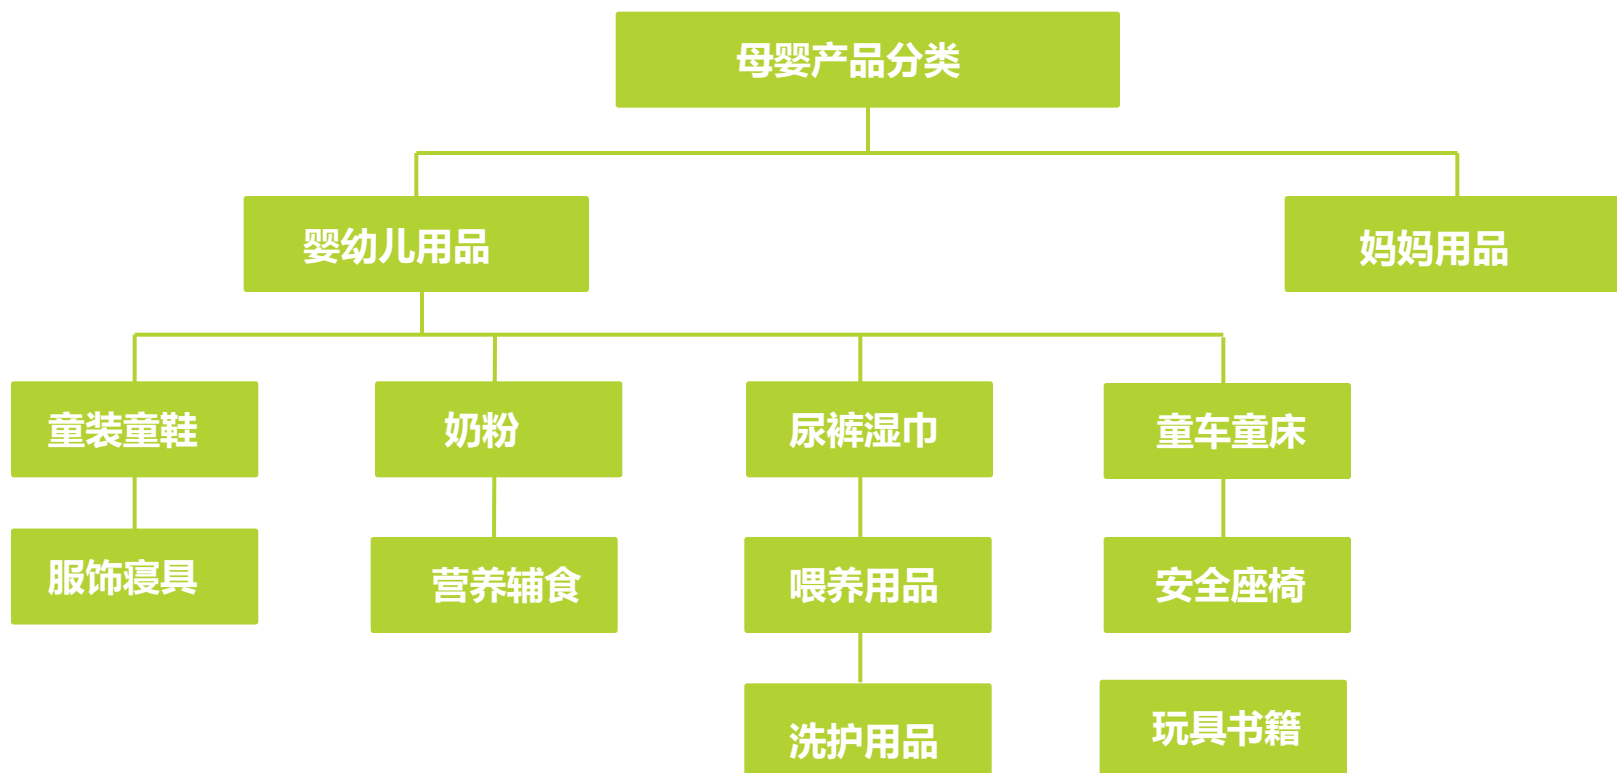 母婴产品分类
婴幼儿用品
妈妈用品
童装童鞋
奶粉
尿裤湿巾
童车童床
服饰寝具
营养辅食
喂养用品
安全座椅
洗护用品
玩具书籍